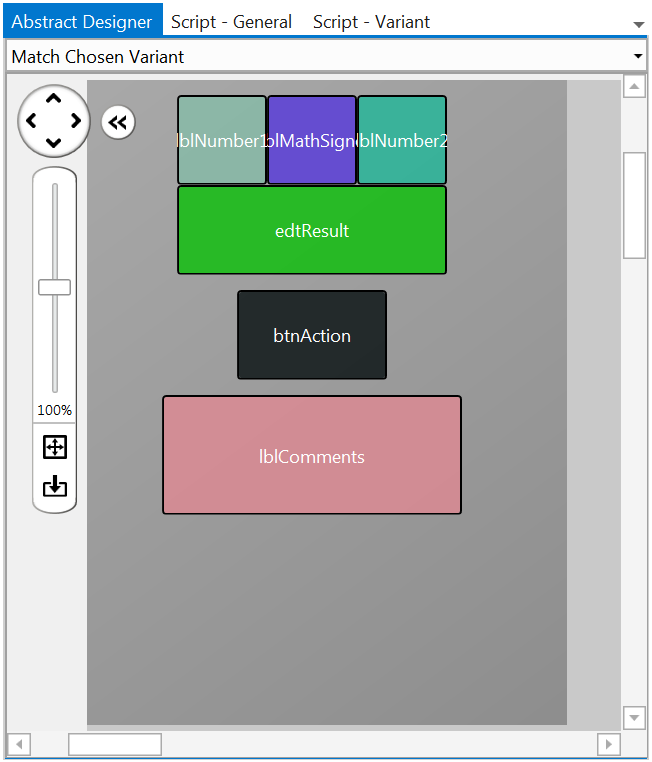 Abstract Designer Script - General Script - Variant
Match Chosen Variant
lblNumber1 lblMathSign lblNumber2
edtResult
btnAction
100%
lblComments